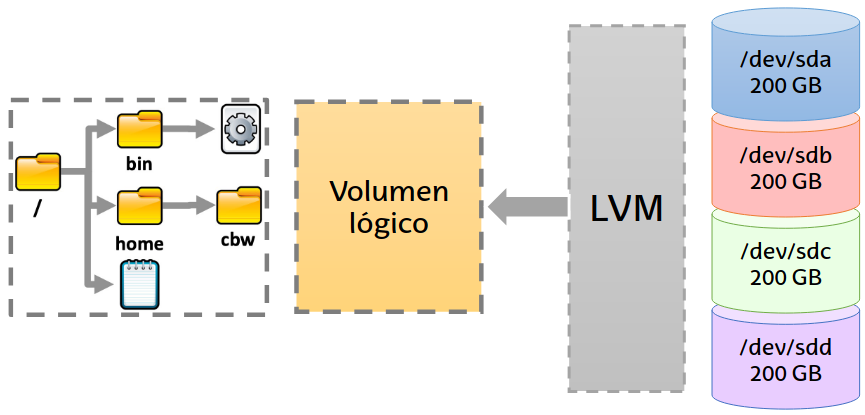 /
bin
home
cbw
Volumen
lógico
LVM
/dev/sda
200 GB
/dev/sdb
200 GB
/dev/sdc
200 GB
/dev/sdd
200 GB